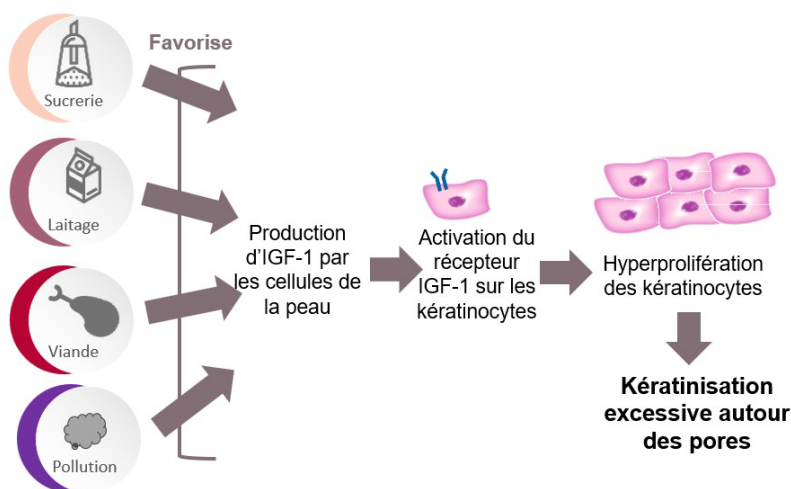 Favorise
Sucrerie
Laitage
Viande
Pollution
Production
d'IGF-1 par
les cellules de
la peau
Activation du
récepteur
IGF-1 sur les
kératinocytes
Hyperprolifération
des kératinocytes
Kératinisation
excessive autour
des pores